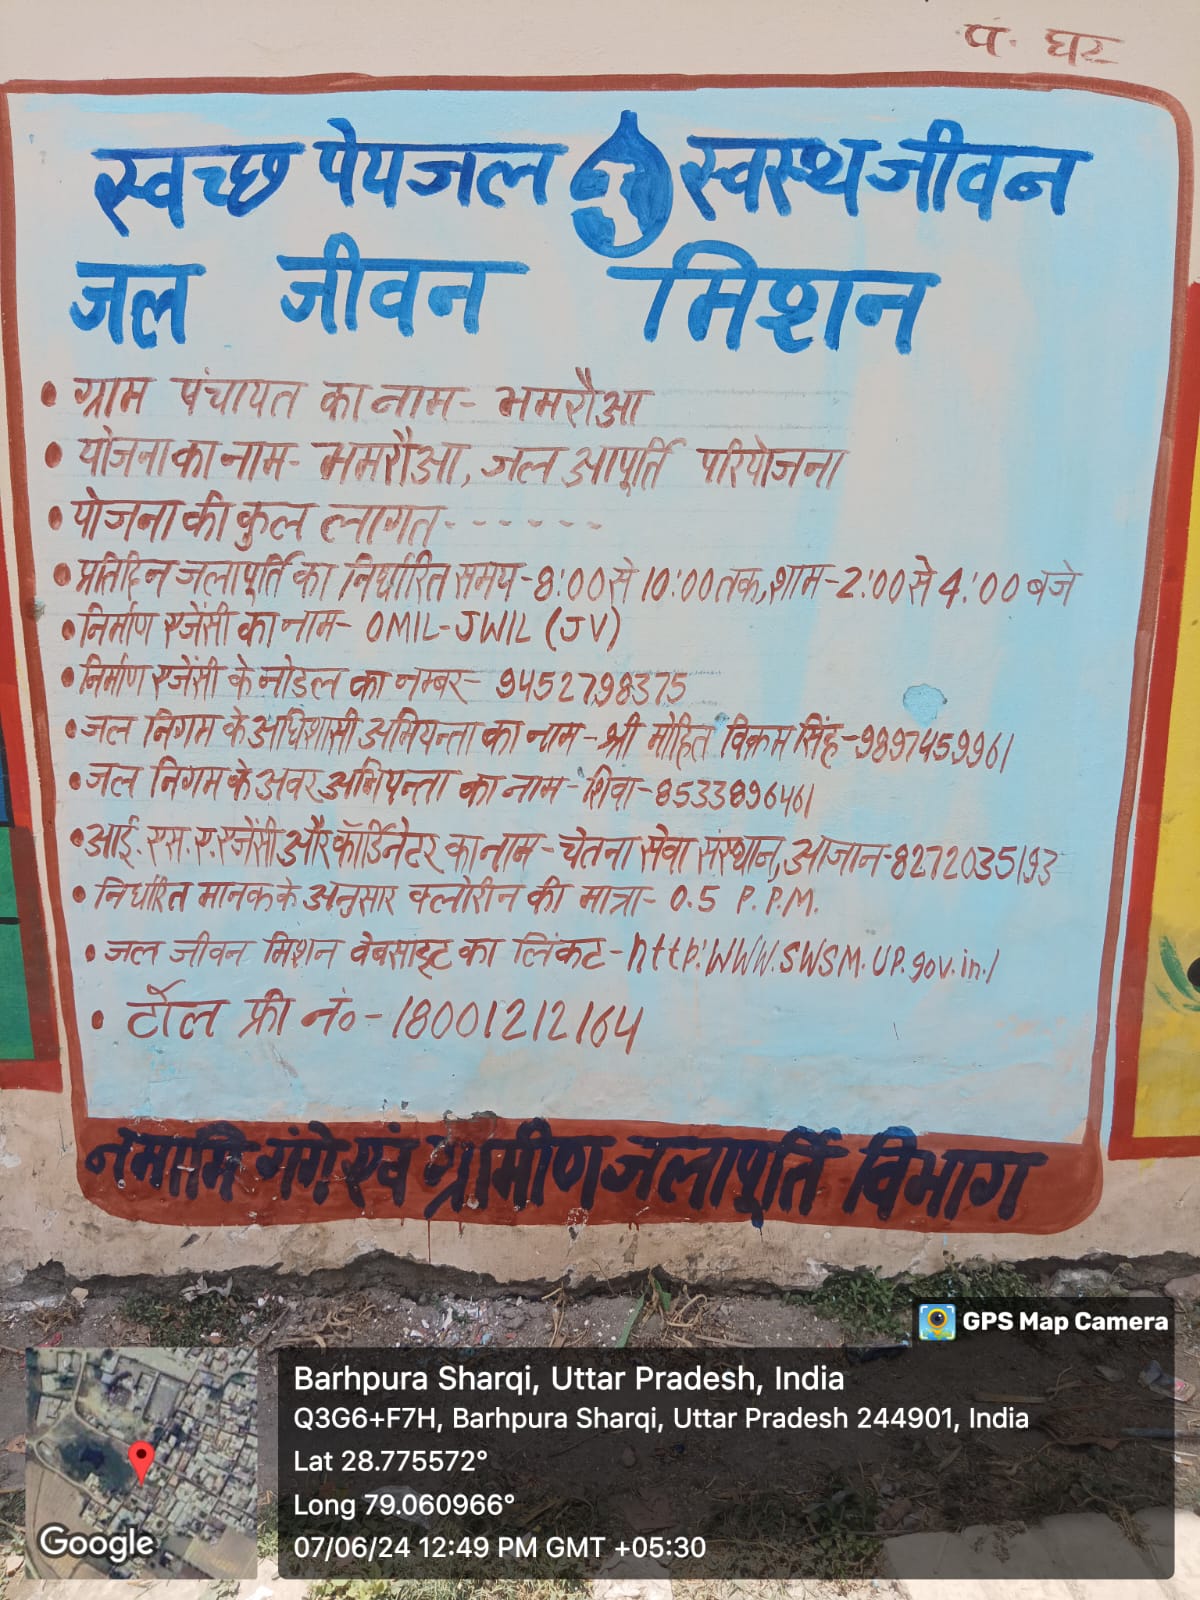 प. घर
स्वच्छ पेयजल स्वस्थ जीवन
जल जीवन मिशन
• ग्राम पंचायत का नाम - भमरौआ
• योजना का नाम - भमरौआ, जल आपूर्ति परियोजना
• योजना की कुल लागत - - - - - -
• प्रतिदिन जलापूर्ति का निर्धारित समय - 8:00 से 10:00 तक, शाम - 2:00 से 4:00 बजे
• निर्माण एजेंसी का नाम - OMIL-JWIL (JV)
• निर्माण एजेंसी के नोडल का नम्बर - 9452798375
• जल निगम के अधिशासी अभियन्ता का नाम - श्री मोहित विक्रम सिंह - 9897459961
• जल निगम के अवर अभियन्ता का नाम - शिवा - 8533896461
• आई. एस. ए. एजेंसी और कॉर्डिनेटर का नाम - चेतना सेवा संस्थान, आजान - 8272035193
• निर्धारित मानक के अनुसार क्लोरीन की मात्रा - 0.5 P.P.M.
• जल जीवन मिशन वेबसाइट का लिंकट - http:WWW.SWSM.UP.gov.in./
• टोल फ्री नं० - 18001212164
नमामि गंगे एवं ग्रामीण जलापूर्ति विभाग
GPS Map Camera
Barhpura Sharqi, Uttar Pradesh, India
Q3G6+F7H, Barhpura Sharqi, Uttar Pradesh 244901, India
Lat 28.775572°
Long 79.060966°
07/06/24 12:49 PM GMT +05:30
Google